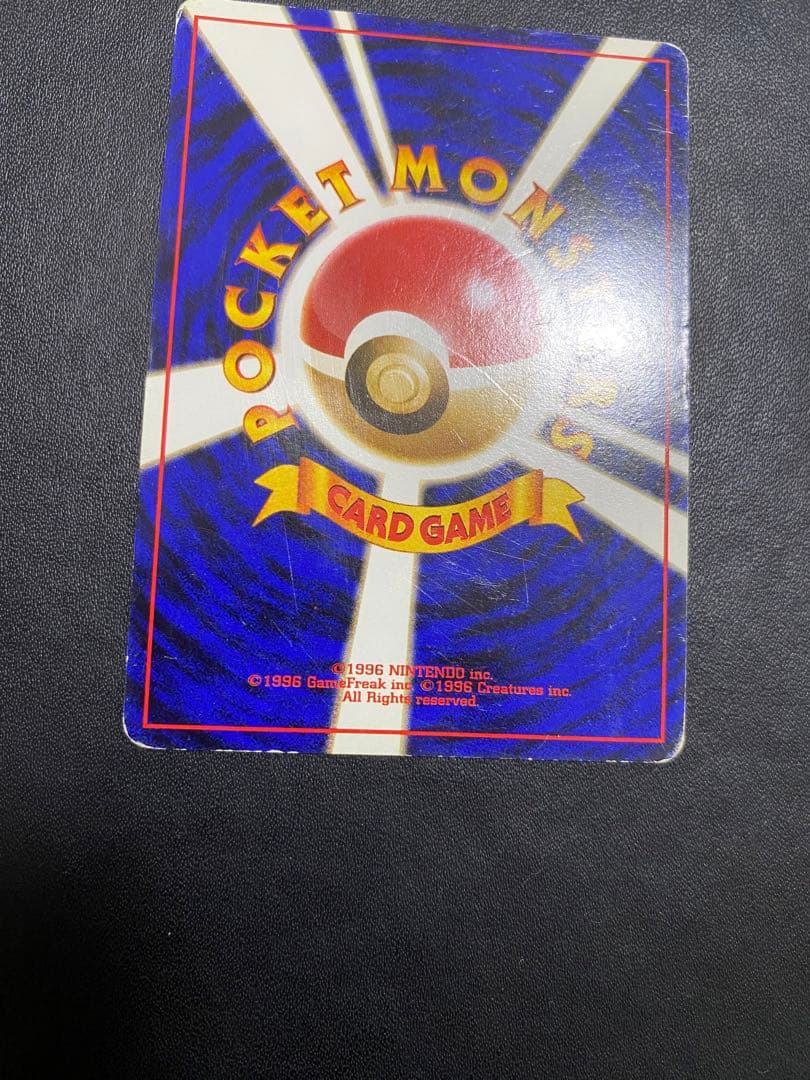 POCKET MONSTERS
CARD GAME
©1996 NINTENDO inc.
©1996 GameFreak inc. ©1996 Creatures inc.
All Rights reserved.